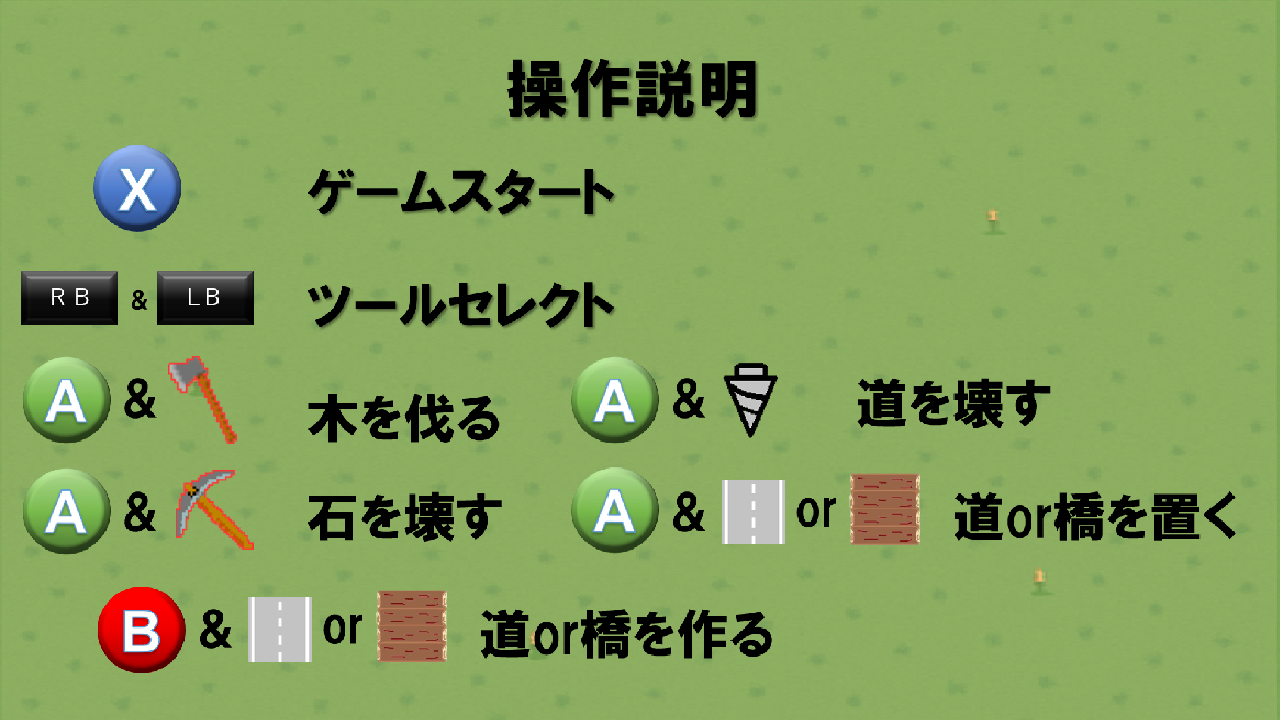 操作説明
X ゲームスタート
RB & LB ツールセレクト
A & 木を伐る
A & 道を壊す
A & 石を壊す
A & or 道or橋を置く
B & or 道or橋を作る